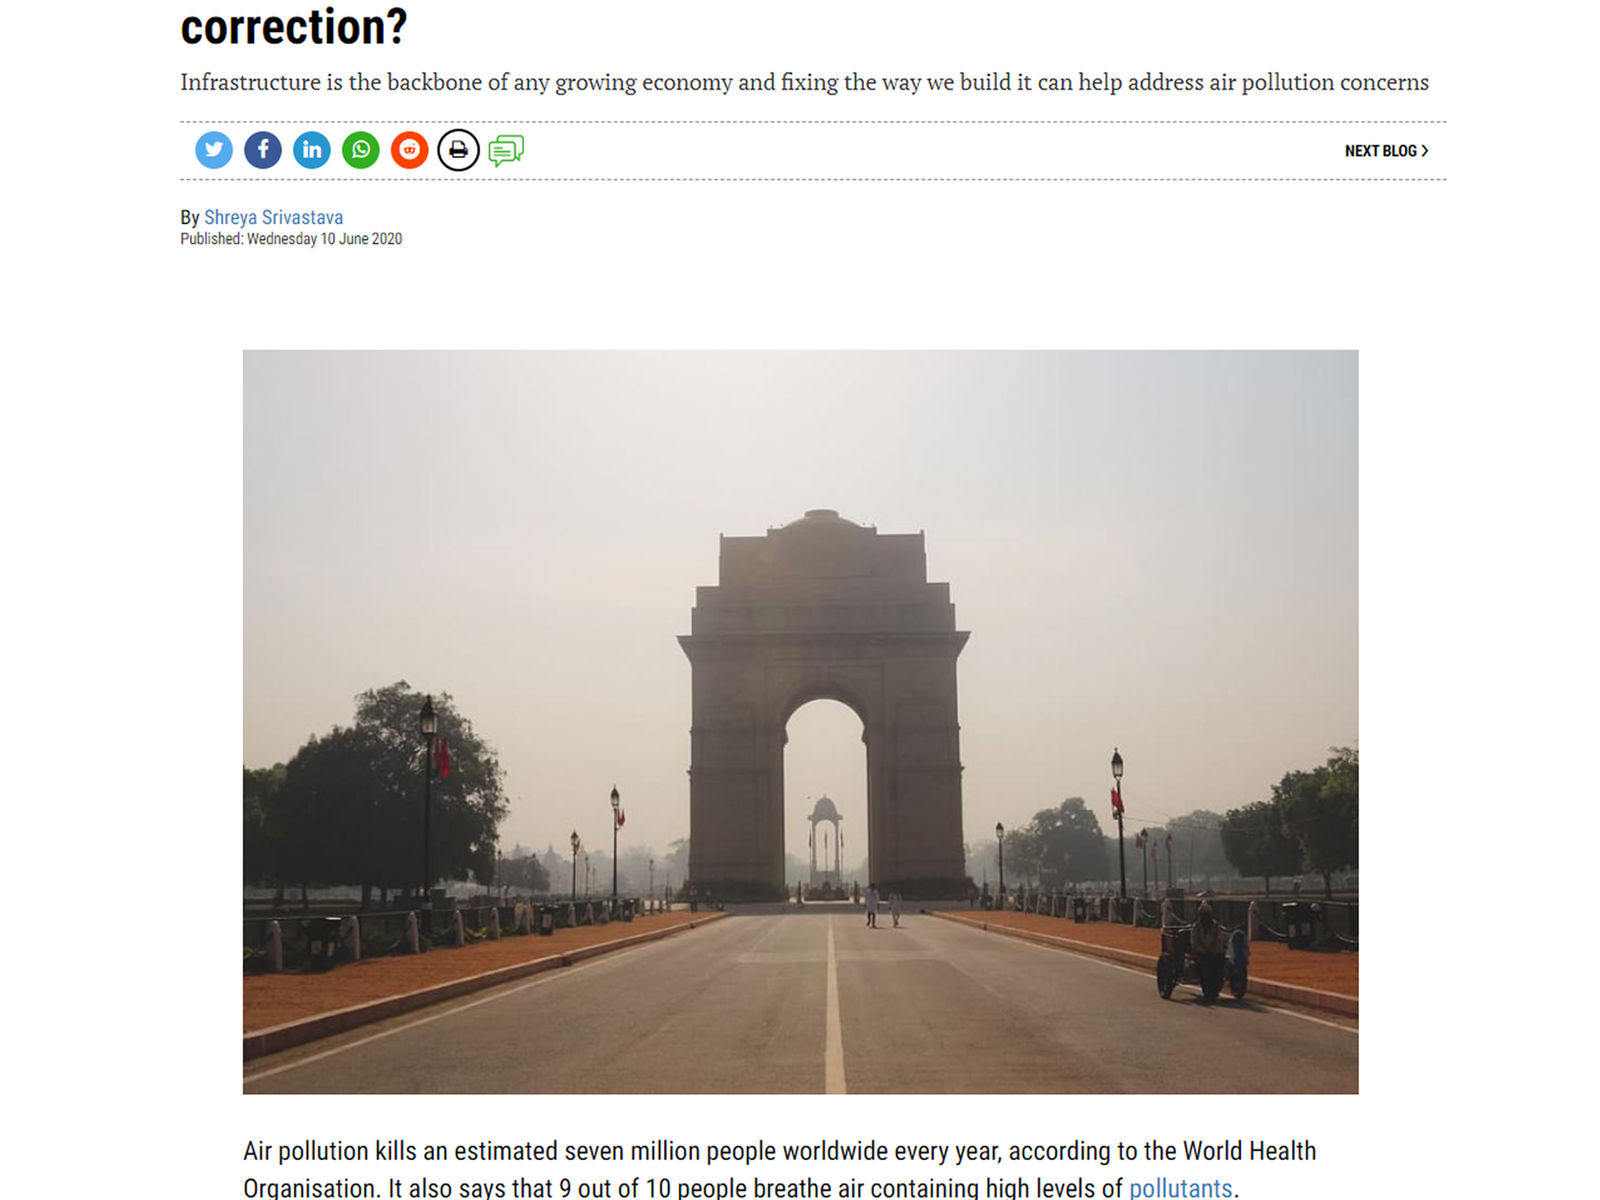 correction?
Infrastructure is the backbone of any growing economy and fixing the way we build it can help address air pollution concerns
NEXT BLOG >
By Shreya Srivastava
Published: Wednesday 10 June 2020
Air pollution kills an estimated seven million people worldwide every year, according to the World Health
Organisation. It also says that 9 out of 10 people breathe air containing high levels of pollutants.